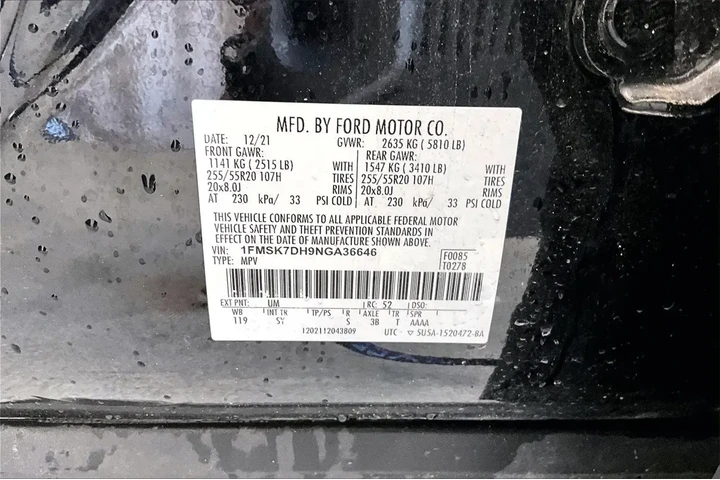 MFD. BY FORD MOTOR CO.
DATE: 12/21 GVWR: 2635 KG ( 5810 LB)
FRONT GAWR: REAR GAWR:
1141 KG ( 2515 LB) WITH 1547 KG ( 3410 LB) WITH
255/55R20 107H TIRES 255/55R20 107H TIRES
20x8.0J RIMS 20x8.0J RIMS
AT 230 kPa/ 33 PSI COLD AT 230 kPa/ 33 PSI COLD
THIS VEHICLE CONFORMS TO ALL APPLICABLE FEDERAL MOTOR
VEHICLE SAFETY AND THEFT PREVENTION STANDARDS IN
EFFECT ON THE DATE OF MANUFACTURE SHOWN ABOVE.
VIN: 1FMSK7DH9NGA36646 F0085
TYPE: MPV T0278
EXT PNT: UM RC: 52 DSO:
WB INT TR TP/PS R AXLE TR SPR
119 SY S 3B T AAAA
1202112043809 UTC ▽ 5U5A-1520472-BA